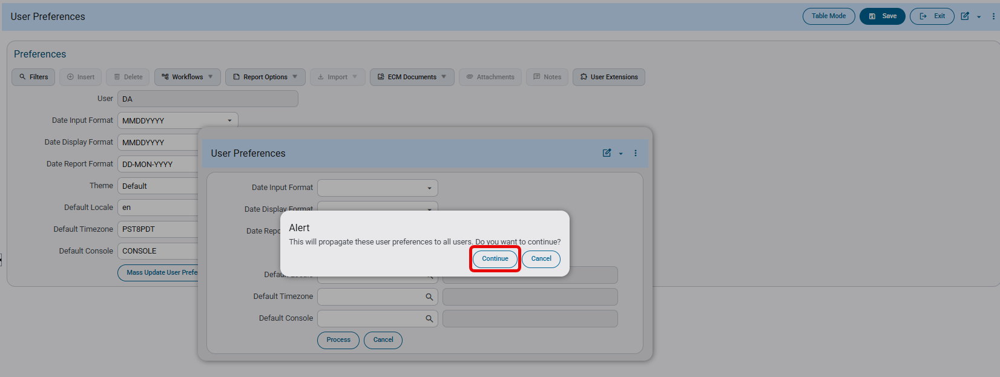 User Preferences
Table Mode Save Exit
Preferences
Filters Insert Delete Workflows Report Options Import ECM Documents Attachments Notes User Extensions
User DA
Date Input Format MMDDYYYY
Date Display Format MMDDYYYY
Date Report Format DD-MON-YYYY
Theme Default
Default Locale en
Default Timezone PST8PDT
Default Console CONSOLE
Mass Update User Prefe
User Preferences
Date Input Format
Date Display Format
Date Repo
Alert
This will propagate these user preferences to all users. Do you want to continue?
Continue Cancel
Default Locale
Default Timezone
Default Console
Process Cancel